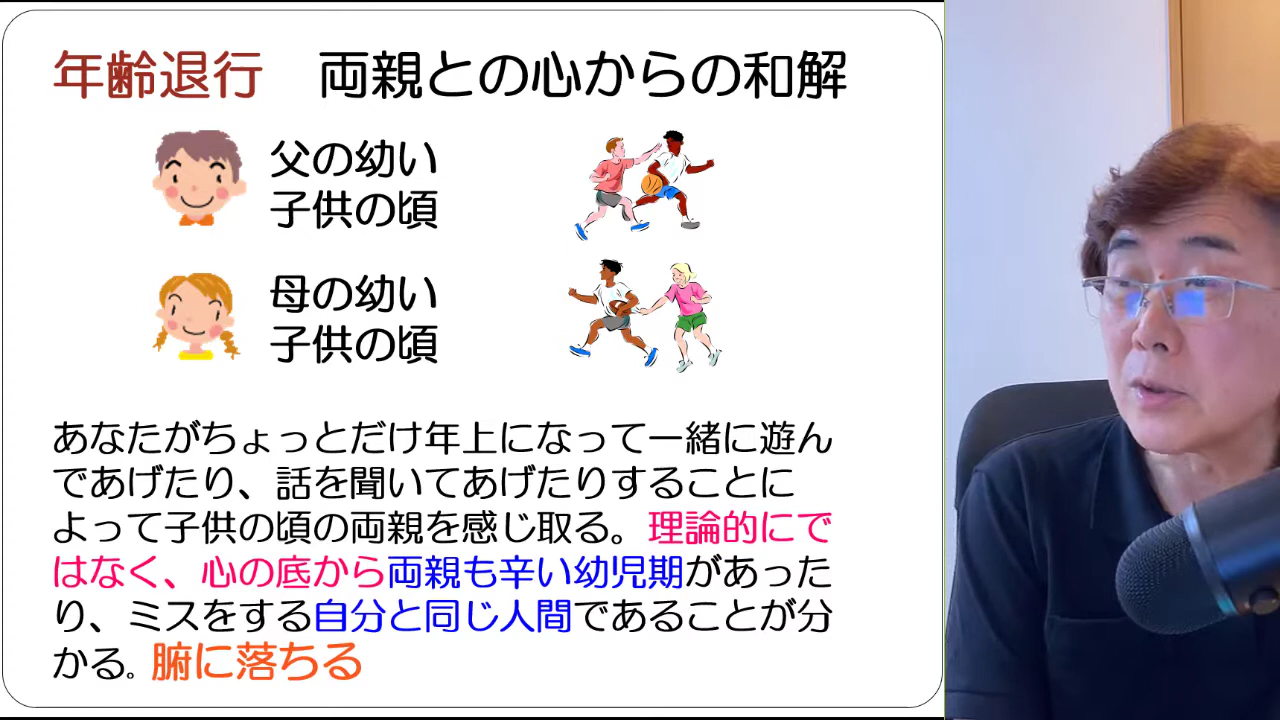 年齢退行　両親との心からの和解
父の幼い
子供の頃
母の幼い
子供の頃
あなたがちょっとだけ年上になって一緒に遊ん
であげたり、話を聞いてあげたりすることに
よって子供の頃の両親を感じ取る。理論的にで
はなく、心の底から両親も辛い幼児期があった
り、ミスをする自分と同じ人間であることが分
かる。腑に落ちる